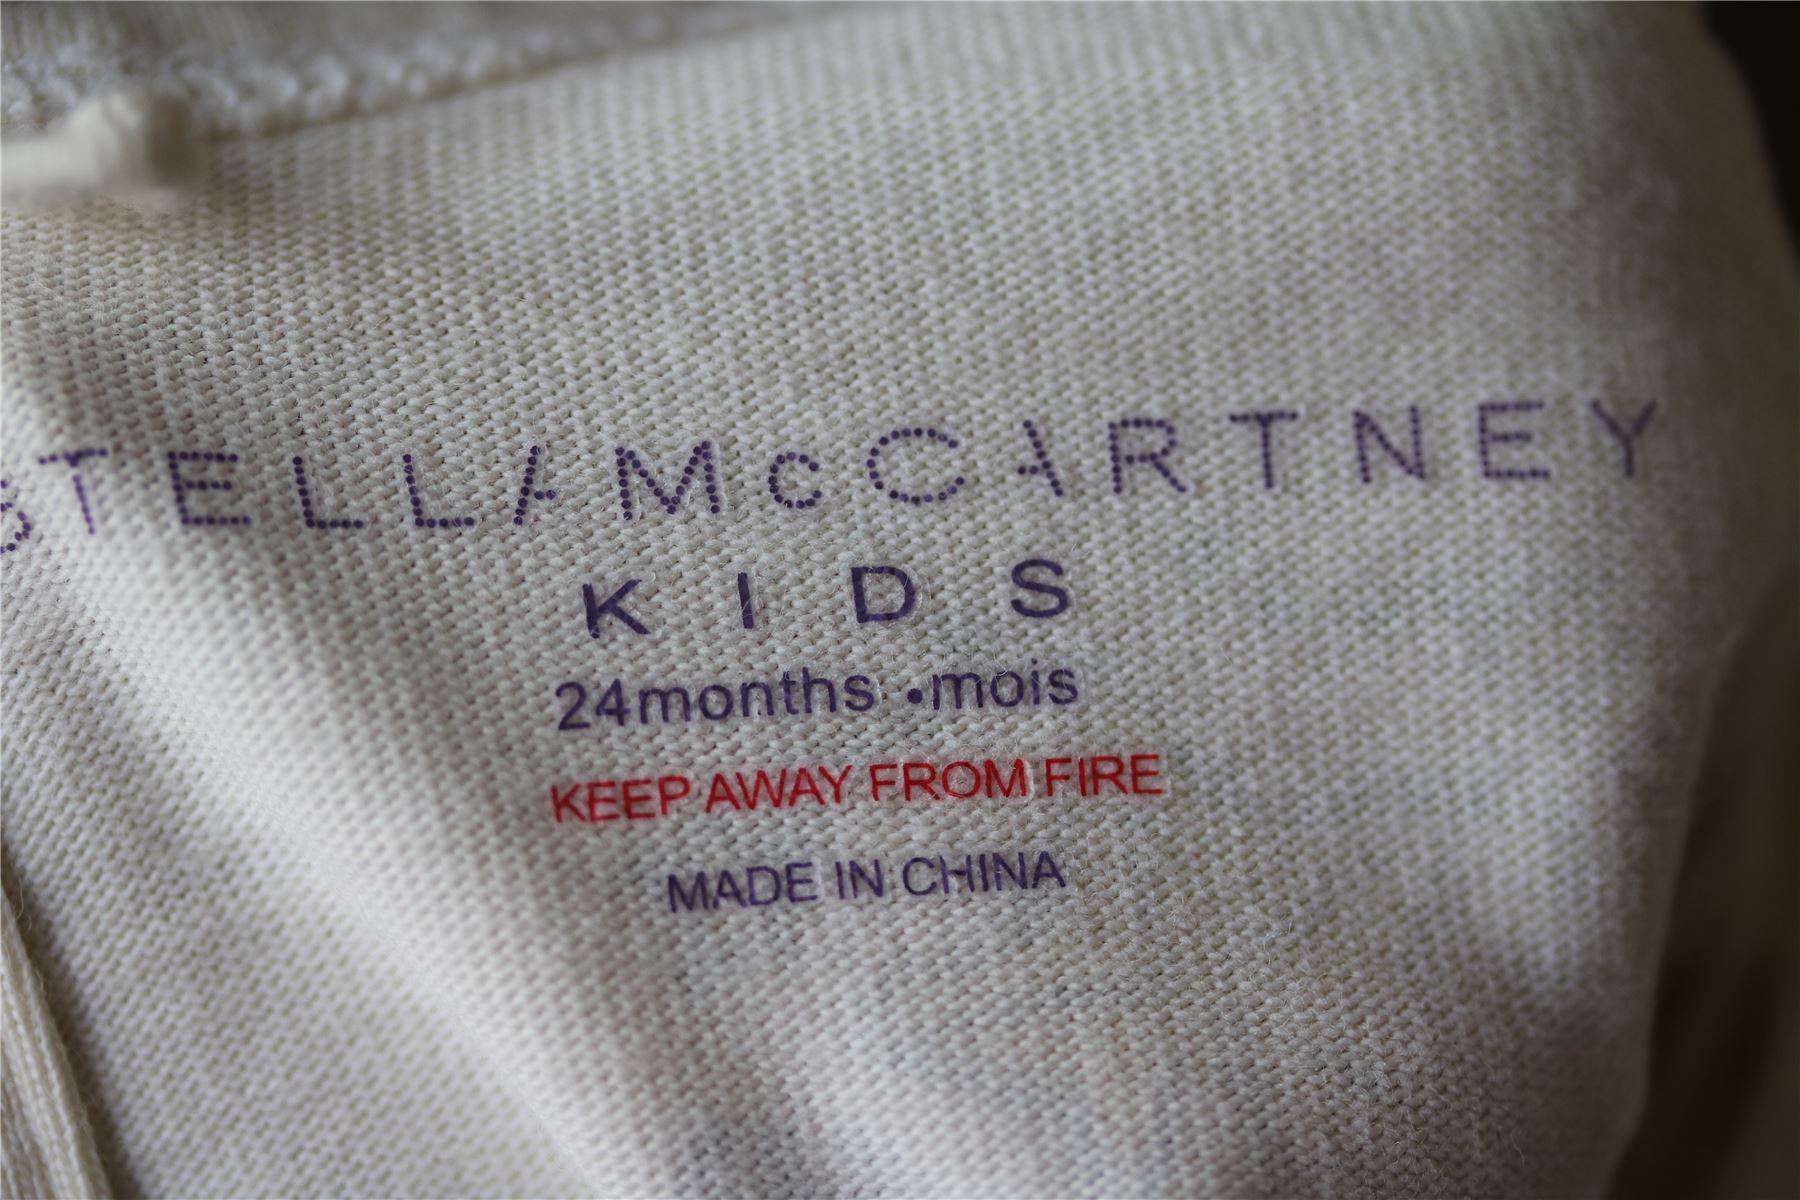 STELLA McCARTNEY
KIDS
24months •mois
KEEP AWAY FROM FIRE
MADE IN CHINA